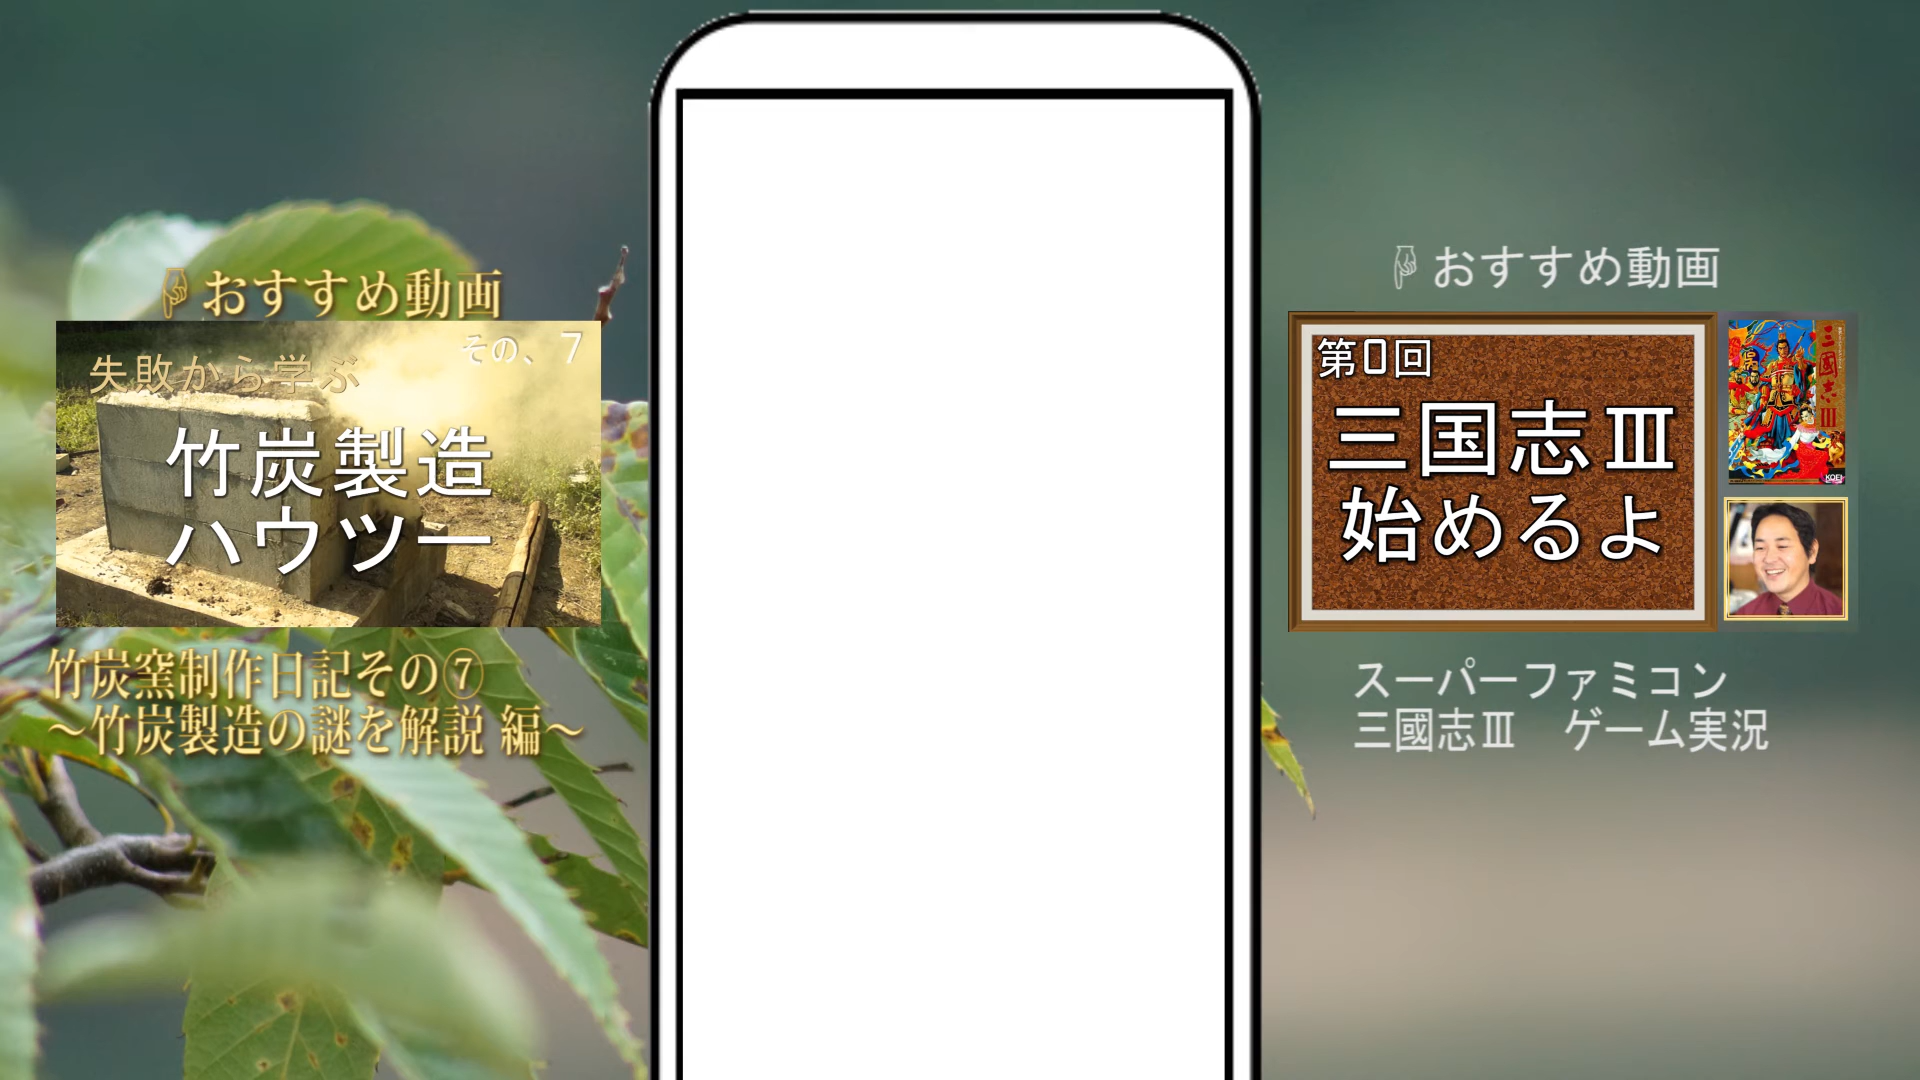 ☟おすすめ動画
失敗から学ぶ
その、7
竹炭製造
ハウツー
竹炭窯制作日記その⑦
～竹炭製造の謎を解説 編～
☟おすすめ動画
第0回
三国志Ⅲ
始めるよ
三國志Ⅲ
KOEI
スーパーファミコン
三國志Ⅲ　ゲーム実況